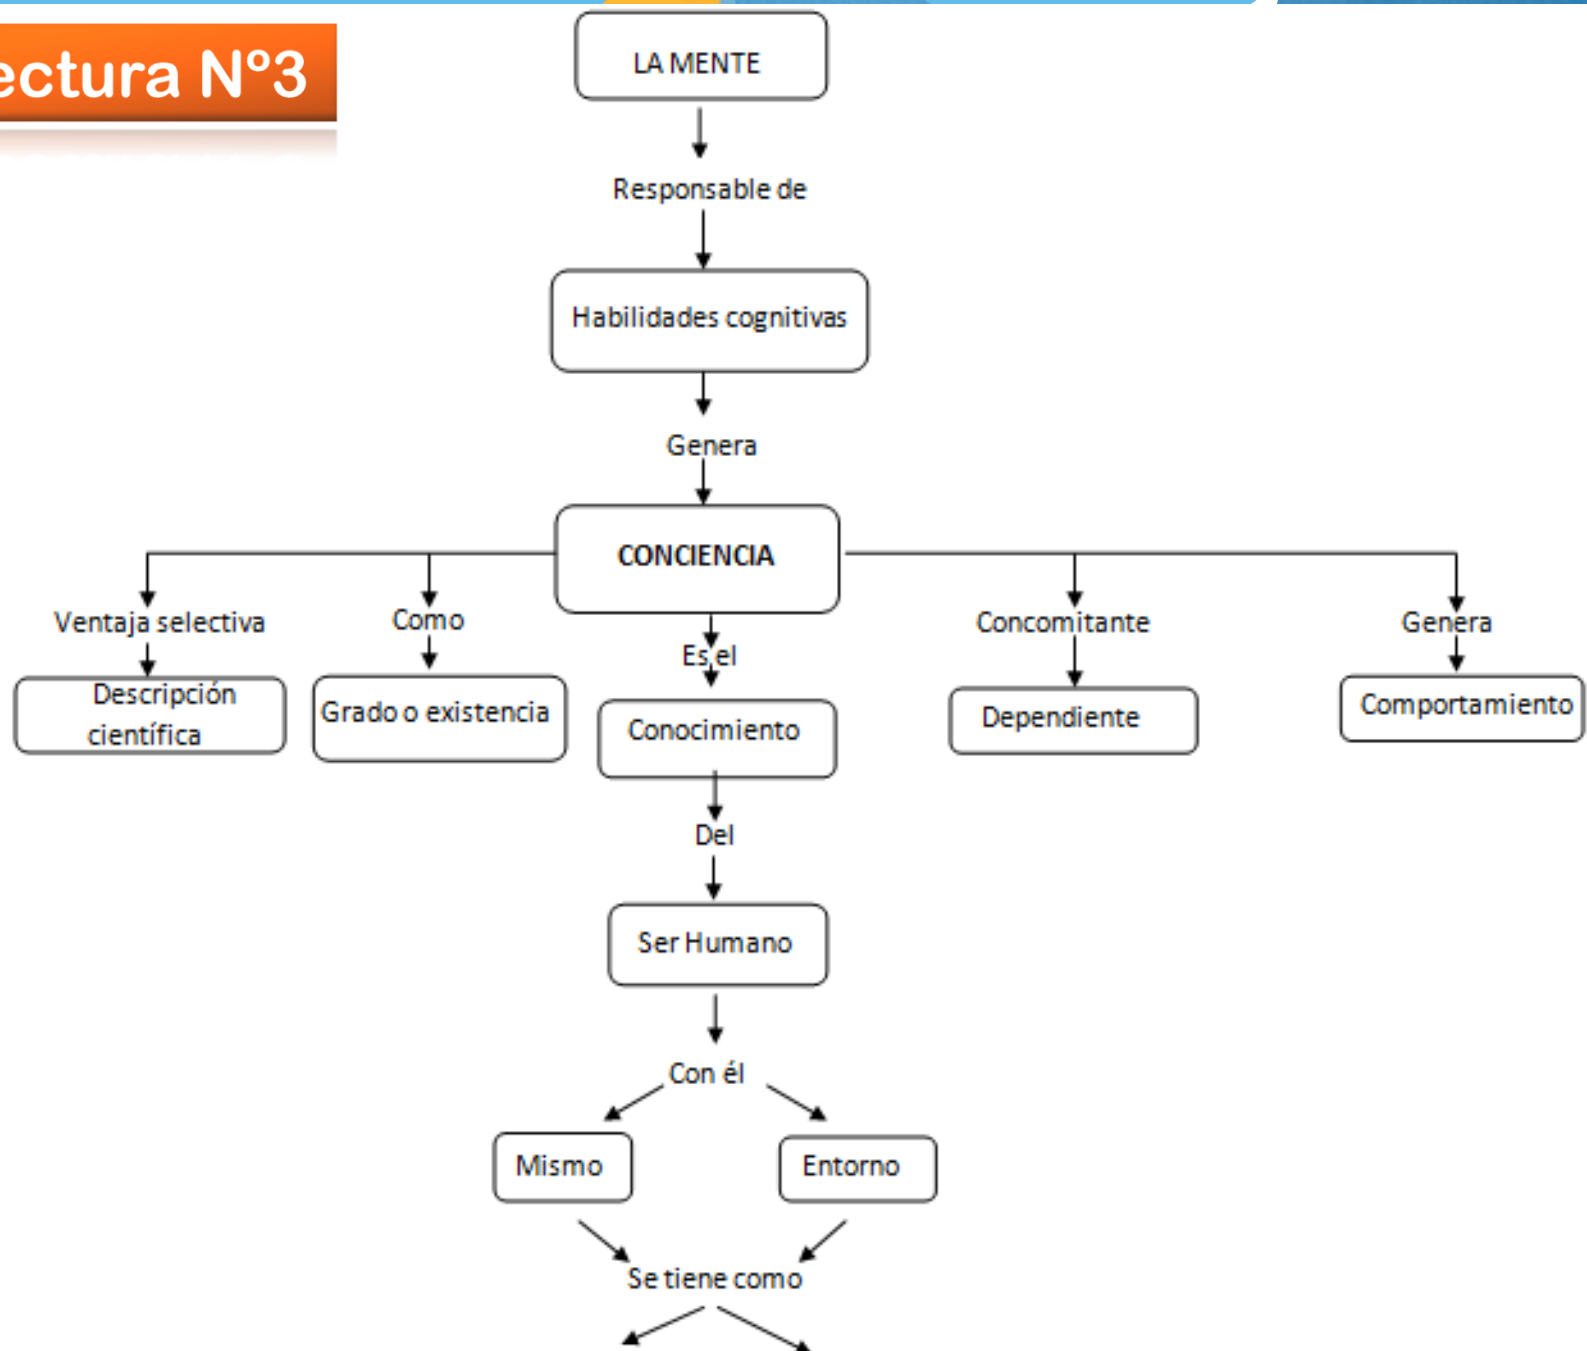 ectura Nº3
LA MENTE
Responsable de
Habilidades cognitivas
Genera
CONCIENCIA
Ventaja selectiva
Como
Es el
Concomitante
Genera
Descripción
científica
Grado o existencia
Conocimiento
Dependiente
Comportamiento
Del
Ser Humano
Con él
Mismo
Entorno
Se tiene como